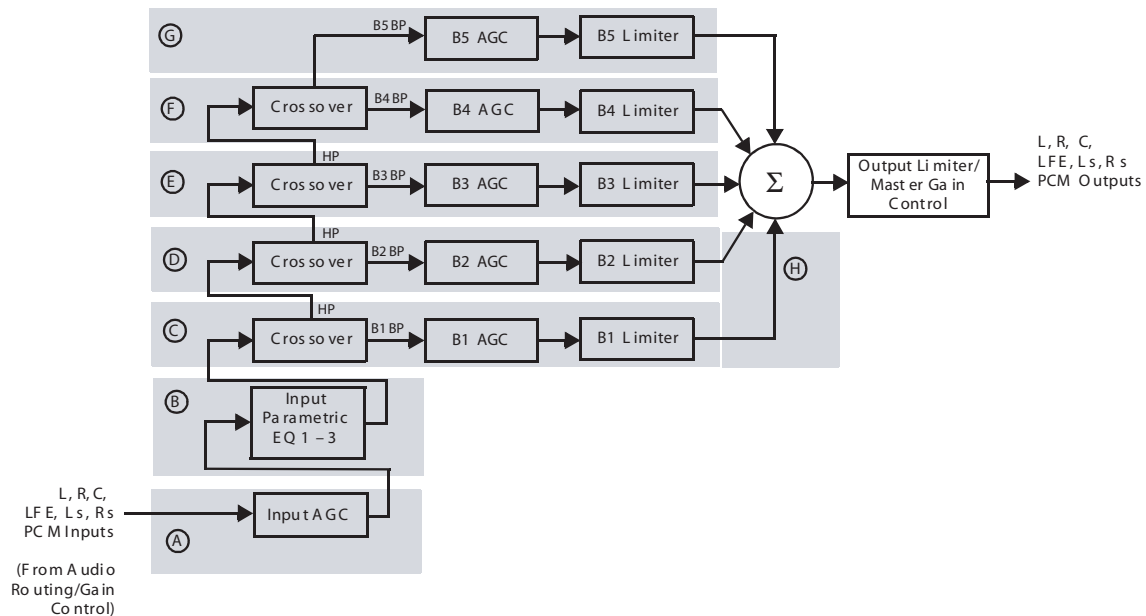 G
B5 BP
B5 AGC
B5 Limiter
F
Crossover
B4 BP
B4 AGC
B4 Limiter
HP
E
Crossover
B3 BP
B3 AGC
B3 Limiter
Σ
Output Limiter/
Master Gain
Control
L, R, C,
LFE, Ls, Rs
PCM Outputs
HP
D
Crossover
B2 BP
B2 AGC
B2 Limiter
H
HP
C
Crossover
B1 BP
B1 AGC
B1 Limiter
B
Input
Parametric
EQ 1 – 3
L, R, C,
LFE, Ls, Rs
PCM Inputs
Input AGC
A
(From Audio
Routing/Gain
Control)